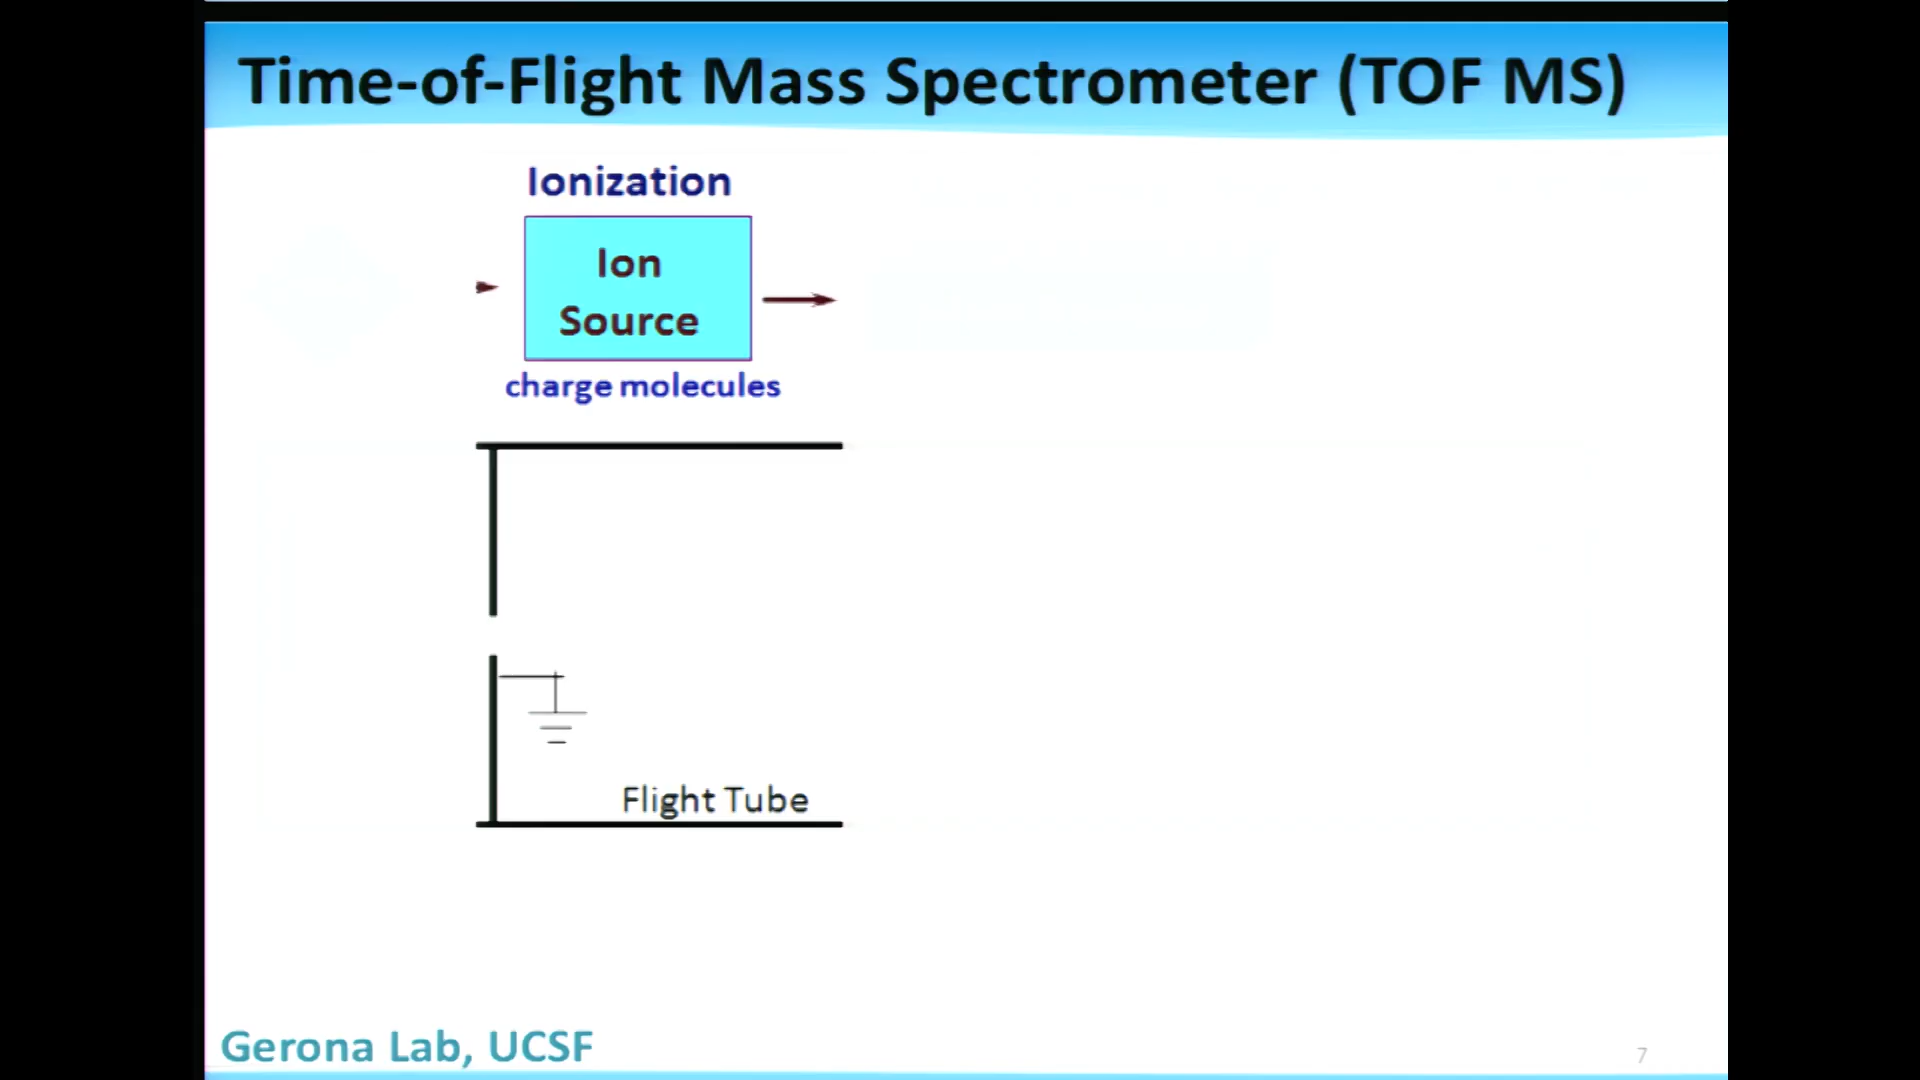 Time-of-Flight Mass Spectrometer (TOF MS)
Ionization
Ion
Source
charge molecules
Flight Tube
Gerona Lab, UCSF
7